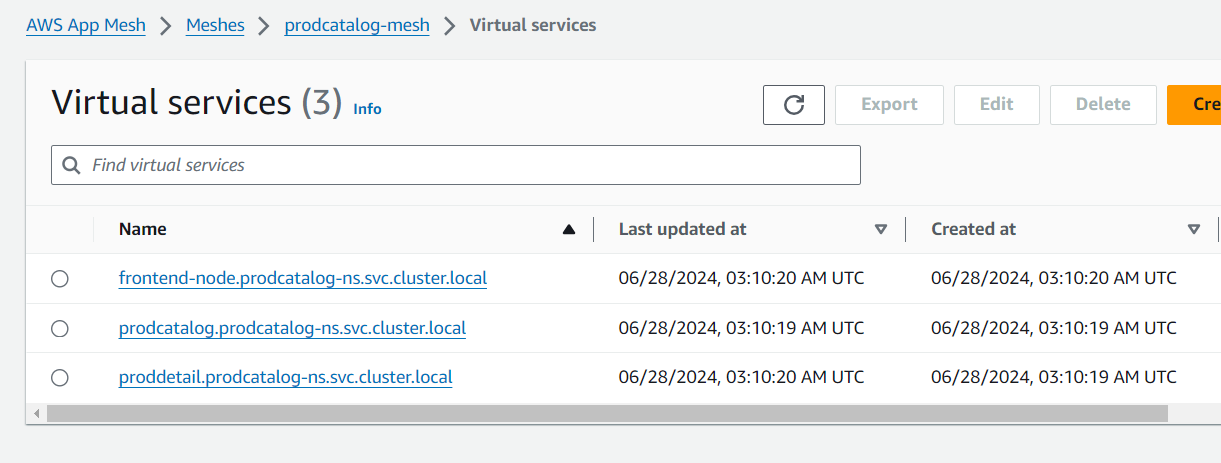 AWS App Mesh > Meshes > prodcatalog-mesh > Virtual services
Virtual services (3) Info
Export Edit Delete Cre
Find virtual services
Name Last updated at Created at
frontend-node.prodcatalog-ns.svc.cluster.local 06/28/2024, 03:10:20 AM UTC 06/28/2024, 03:10:20 AM UTC
prodcatalog.prodcatalog-ns.svc.cluster.local 06/28/2024, 03:10:19 AM UTC 06/28/2024, 03:10:19 AM UTC
proddetail.prodcatalog-ns.svc.cluster.local 06/28/2024, 03:10:20 AM UTC 06/28/2024, 03:10:19 AM UTC